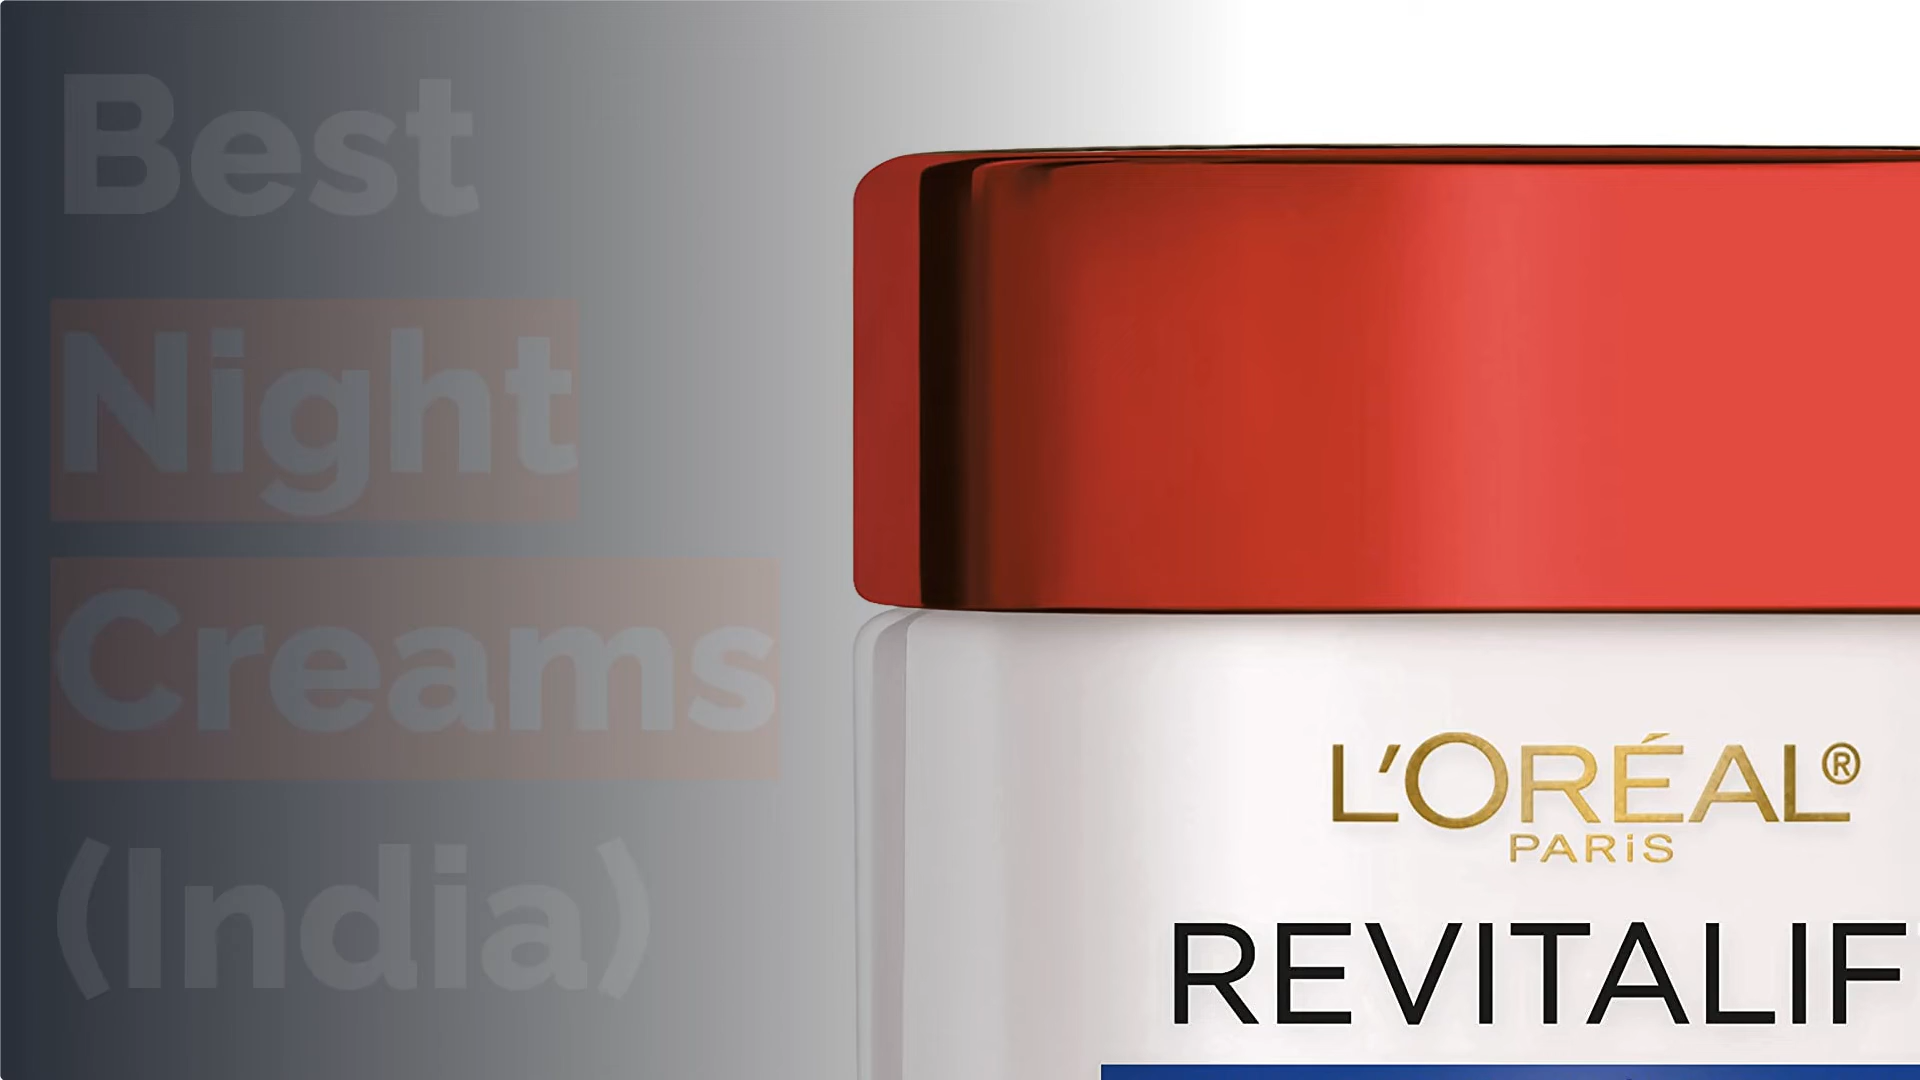 Best
Night
Creams
(India)
L'ORÉAL®
PARiS
REVITALIF